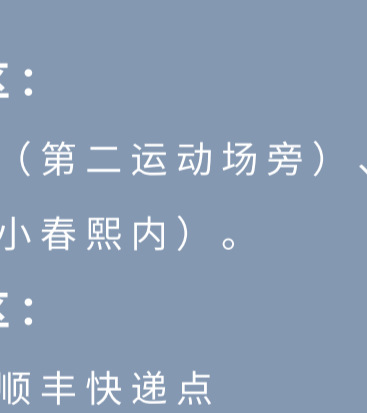 区：
（第二运动场旁）、
小春熙内）。
区：
顺丰快递点